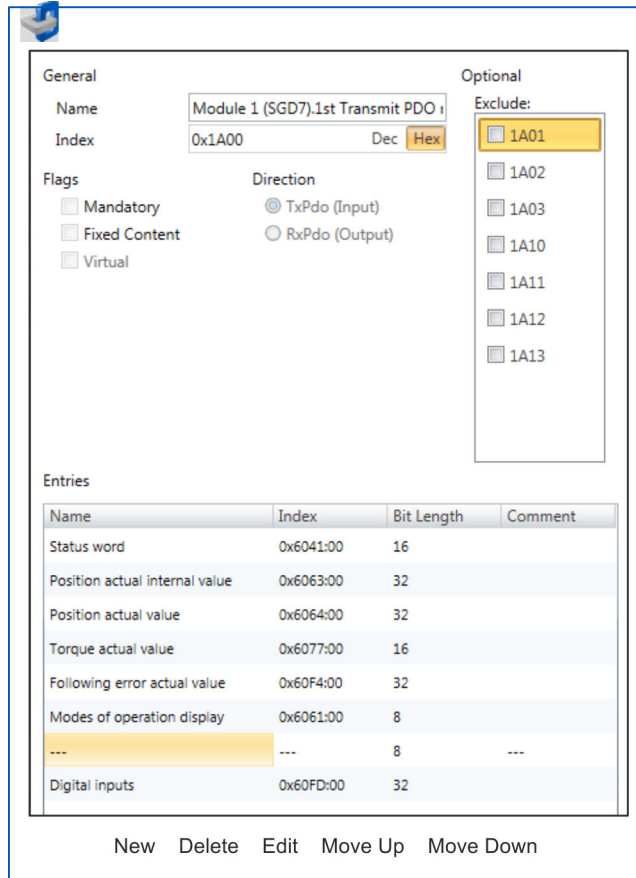 General
Optional
Name Module 1 (SGD7).1st Transmit PDO
Exclude:
Index 0x1A00 Dec Hex
1A01
1A02
1A03
1A10
1A11
1A12
1A13
Flags
Direction
Mandatory
TxPdo (Input)
Fixed Content
RxPdo (Output)
Virtual
Entries
Name Index Bit Length Comment
Status word 0x6041:00 16
Position actual internal value 0x6063:00 32
Position actual value 0x6064:00 32
Torque actual value 0x6077:00 16
Following error actual value 0x60F4:00 32
Modes of operation display 0x6061:00 8
--- --- 8 ---
Digital inputs 0x60FD:00 32
New Delete Edit Move Up Move Down